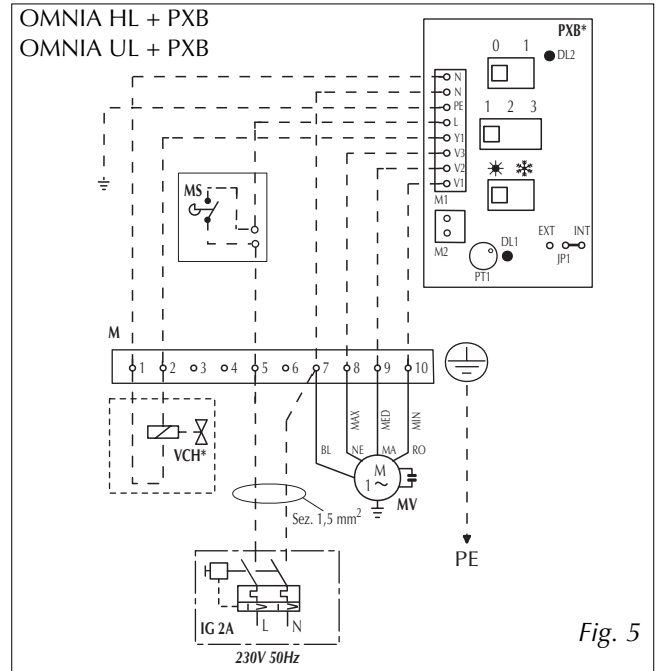 OMNIA HL + PXB
OMNIA UL + PXB
PXB*
0 1
DL2
N
N
PE
L
Y1
V3
V2
V1
1 2 3
M1
M2
PT1
DL1
EXT INT
JP1
MS
M
1 2 3 4 5 6 7 8 9 10
VCH*
MAX
MED
MIN
BL NE MA RO
M
1 ~
MV
Sez. 1,5 mm²
PE
IG 2A
L N
230V 50Hz
Fig. 5